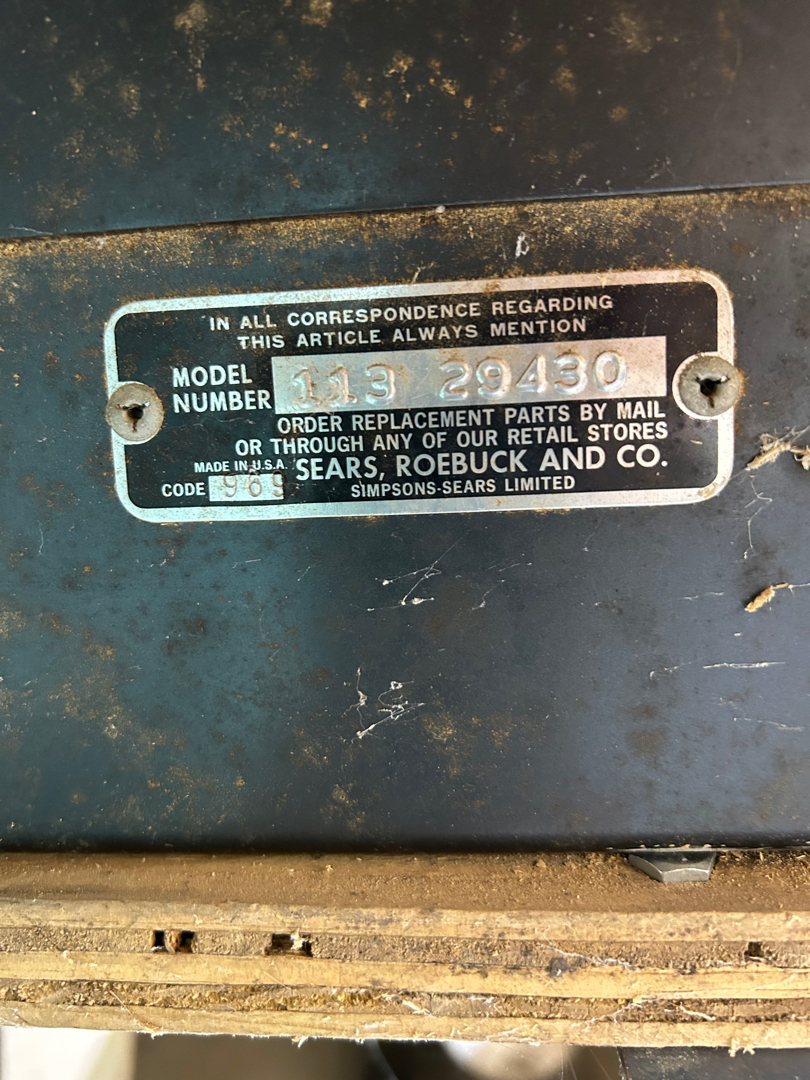 IN ALL CORRESPONDENCE REGARDING
THIS ARTICLE ALWAYS MENTION
MODEL NUMBER 113 29430
ORDER REPLACEMENT PARTS BY MAIL
OR THROUGH ANY OF OUR RETAIL STORES
MADE IN U.S.A. SEARS, ROEBUCK AND CO.
CODE 969 SIMPSONS-SEARS LIMITED